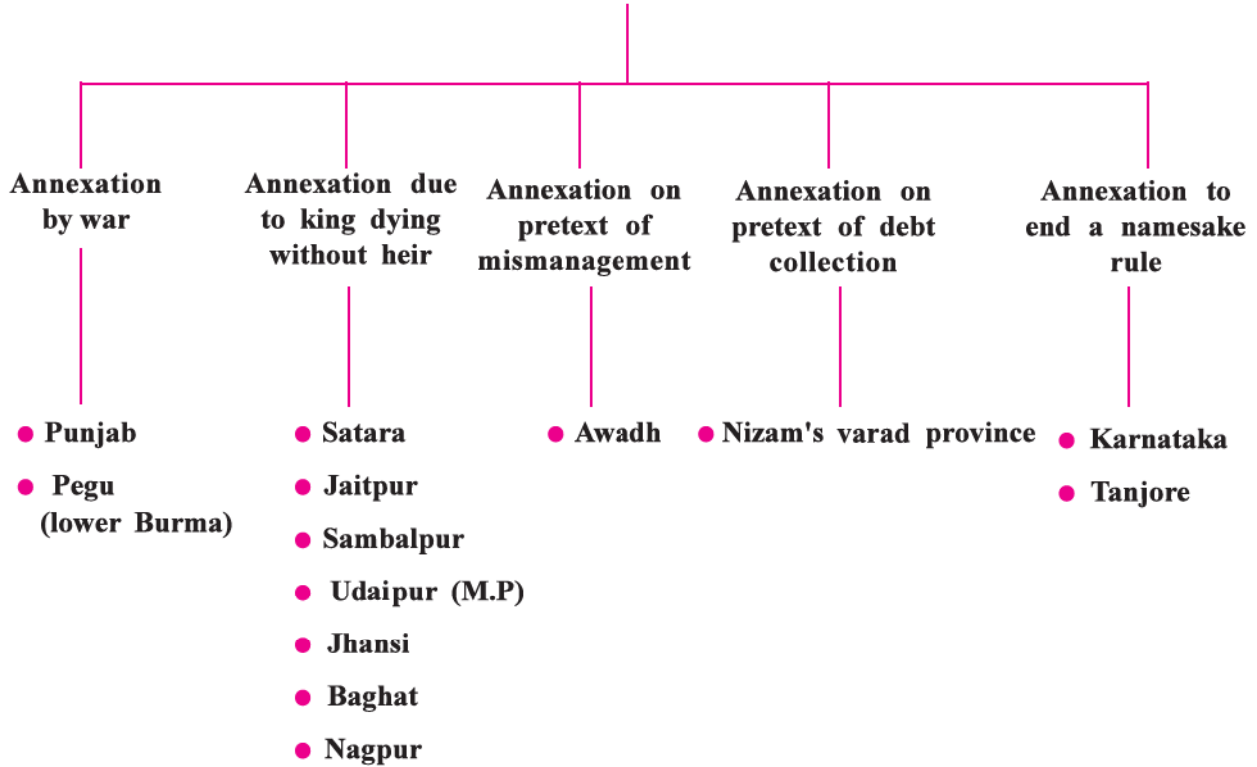 Annexation
by war
Annexation due
to king dying
without heir
Annexation on
pretext of
mismanagement
Annexation on
pretext of debt
collection
Annexation to
end a namesake
rule
Punjab
Pegu
(lower Burma)
Satara
Jaitpur
Sambalpur
Udaipur (M.P)
Jhansi
Baghat
Nagpur
Awadh
Nizam's varad province
Karnataka
Tanjore